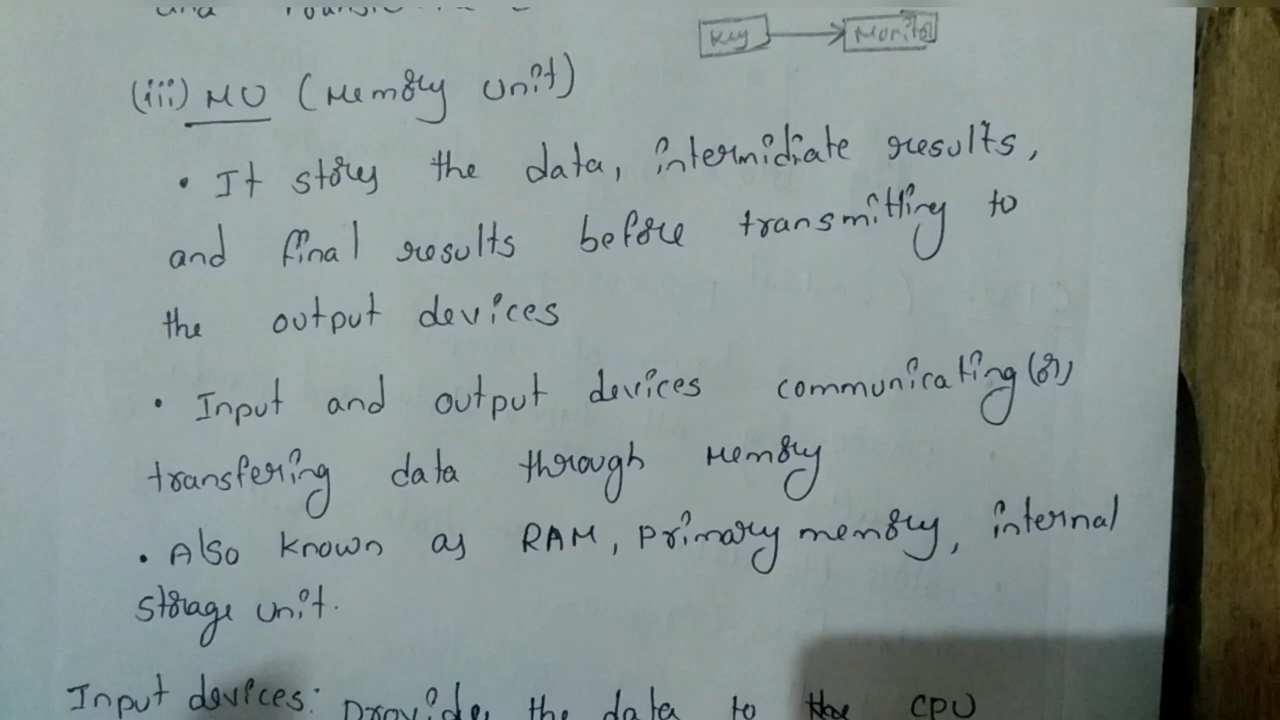 and
Key → Monitor
(iii) MU (Memory unit)
• It stores the data, intermidiate results,
and final results before transmitting to
the output devices
• Input and output devices communicating (or)
transfering data through Memory
• Also known as RAM, primary memory, internal
storage unit.
Input devices: provides the data to the CPU